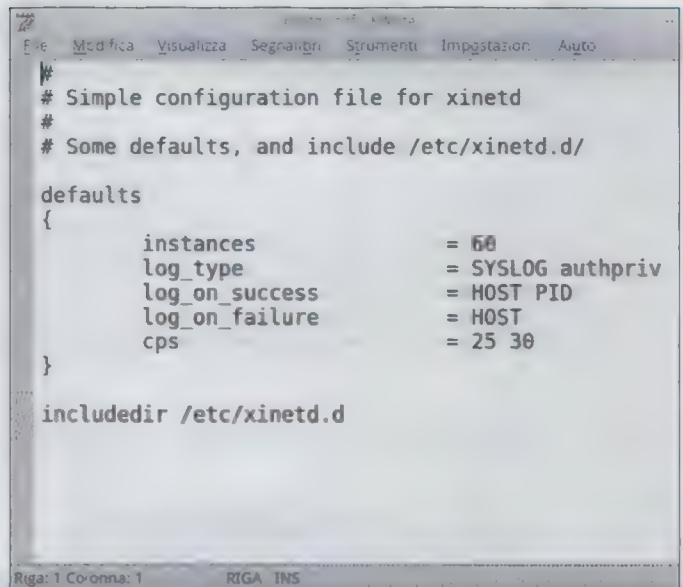 File Modifica Visualizza Segnalibri Strumenti Impostazioni Aiuto
#
# Simple configuration file for xinetd
#
# Some defaults, and include /etc/xinetd.d/
defaults
{
instances = 60
log_type = SYSLOG authpriv
log_on_success = HOST PID
log_on_failure = HOST
cps = 25 30
}
includedir /etc/xinetd.d
Riga: 1 Colonna: 1 RIGA INS